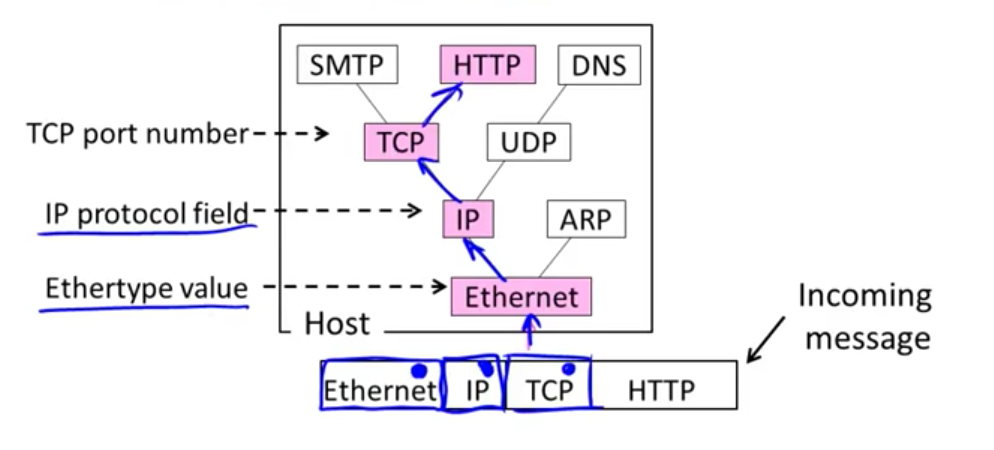 SMTP HTTP DNS
TCP port number
TCP UDP
IP protocol field
IP ARP
Ethertype value
Ethernet
Host
Incoming
message
Ethernet IP TCP HTTP